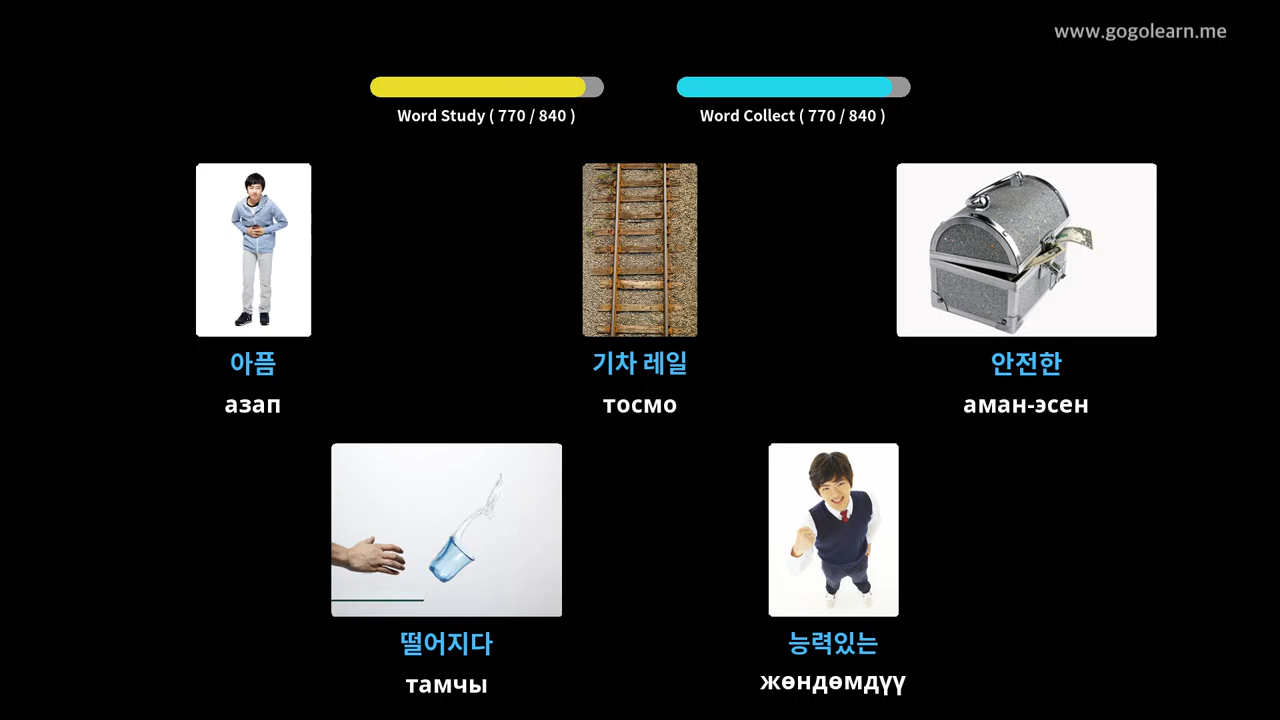 www.gogolearn.me
Word Study ( 770 / 840 )
Word Collect ( 770 / 840 )
아픔
기차 레일
안전한
азап
тосмо
аман-эсен
떨어지다
능력있는
тамчы
жөндөмдүү